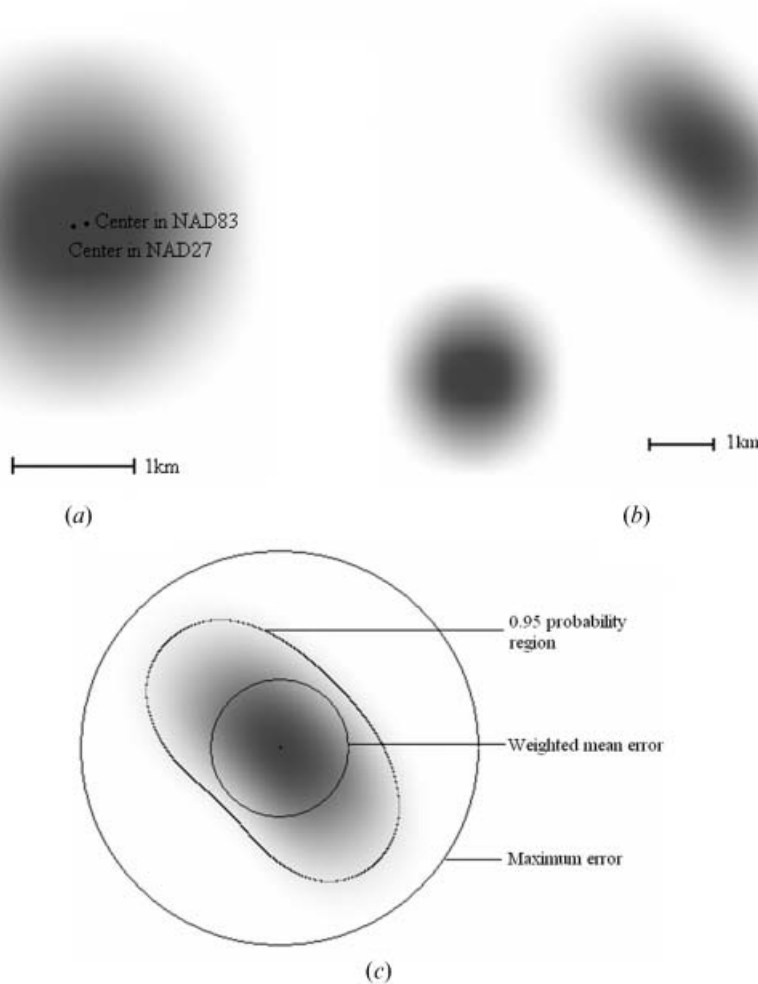 Center in NAD83
Center in NAD27
1km
1km
(a)
(b)
0.95 probability
region
Weighted mean error
Maximum error
(c)